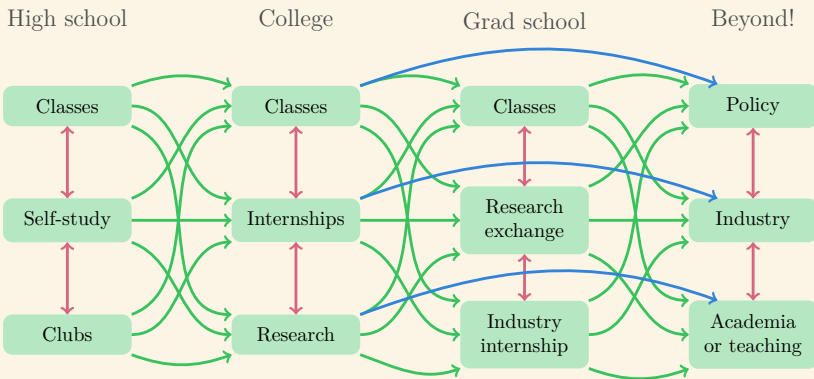 High school
College
Grad school
Beyond!
Classes
Classes
Classes
Policy
Self-study
Internships
Research
exchange
Industry
Clubs
Research
Industry
internship
Academia
or teaching